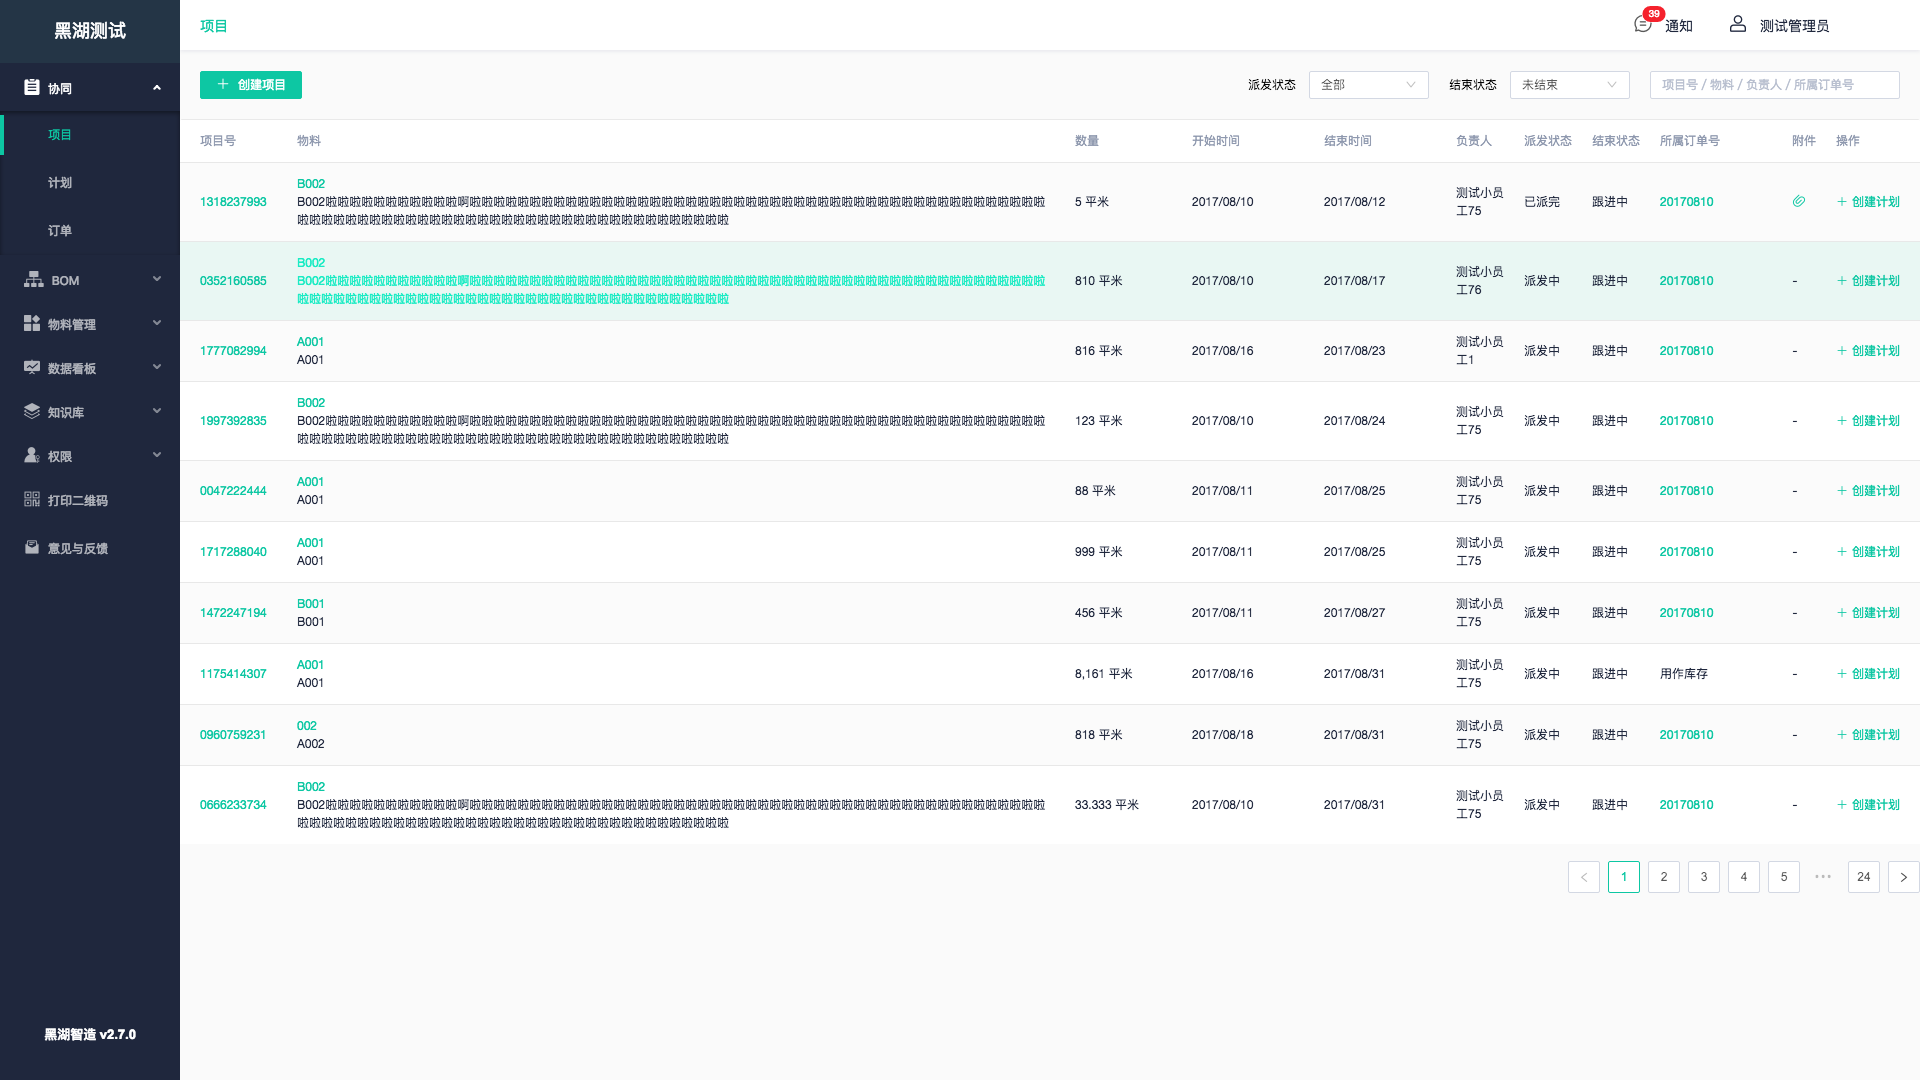 黑湖测试
协同
项目
计划
订单
BOM
物料管理
数据看板
知识库
权限
打印二维码
意见与反馈
黑湖智造 v2.7.0
项目
39
通知
测试管理员
创建项目
派发状态
全部
结束状态
未结束
项目号 / 物料 / 负责人 / 所属订单号
项目号 物料 数量 开始时间 结束时间 负责人 派发状态 结束状态 所属订单号 附件 操作
1318237993
B002
B002啦啦啦啦啦啦啦啦啦啦啦啊啦啦啦啦啦啦啦啦啦啦啦啦啦啦啦啦啦啦啦啦啦啦啦啦啦啦啦啦啦啦啦啦啦啦啦啦啦啦啦啦啦啦啦啦啦啦啦啦
啦啦啦啦啦啦啦啦啦啦啦啦啦啦啦啦啦啦啦啦啦啦啦啦啦啦啦啦啦啦啦啦啦啦啦啦
5 平米
2017/08/10
2017/08/12
测试小员
工75
已派完
跟进中
20170810
创建计划
0352160585
B002
B002啦啦啦啦啦啦啦啦啦啦啦啊啦啦啦啦啦啦啦啦啦啦啦啦啦啦啦啦啦啦啦啦啦啦啦啦啦啦啦啦啦啦啦啦啦啦啦啦啦啦啦啦啦啦啦啦啦啦啦啦
啦啦啦啦啦啦啦啦啦啦啦啦啦啦啦啦啦啦啦啦啦啦啦啦啦啦啦啦啦啦啦啦啦啦啦啦
810 平米
2017/08/10
2017/08/17
测试小员
工76
派发中
跟进中
20170810
-
创建计划
1777082994
A001
A001
816 平米
2017/08/16
2017/08/23
测试小员
工1
派发中
跟进中
20170810
-
创建计划
1997392835
B002
B002啦啦啦啦啦啦啦啦啦啦啦啊啦啦啦啦啦啦啦啦啦啦啦啦啦啦啦啦啦啦啦啦啦啦啦啦啦啦啦啦啦啦啦啦啦啦啦啦啦啦啦啦啦啦啦啦啦啦啦啦
啦啦啦啦啦啦啦啦啦啦啦啦啦啦啦啦啦啦啦啦啦啦啦啦啦啦啦啦啦啦啦啦啦啦啦啦
123 平米
2017/08/10
2017/08/24
测试小员
工75
派发中
跟进中
20170810
-
创建计划
0047222444
A001
A001
88 平米
2017/08/11
2017/08/25
测试小员
工75
派发中
跟进中
20170810
-
创建计划
1717288040
A001
A001
999 平米
2017/08/11
2017/08/25
测试小员
工75
派发中
跟进中
20170810
-
创建计划
1472247194
B001
B001
456 平米
2017/08/11
2017/08/27
测试小员
工75
派发中
跟进中
20170810
-
创建计划
1175414307
A001
A001
8,161 平米
2017/08/16
2017/08/31
测试小员
工75
派发中
跟进中
用作库存
-
创建计划
0960759231
002
A002
818 平米
2017/08/18
2017/08/31
测试小员
工75
派发中
跟进中
20170810
-
创建计划
0666233734
B002
B002啦啦啦啦啦啦啦啦啦啦啦啊啦啦啦啦啦啦啦啦啦啦啦啦啦啦啦啦啦啦啦啦啦啦啦啦啦啦啦啦啦啦啦啦啦啦啦啦啦啦啦啦啦啦啦啦啦啦啦啦
啦啦啦啦啦啦啦啦啦啦啦啦啦啦啦啦啦啦啦啦啦啦啦啦啦啦啦啦啦啦啦啦啦啦啦啦
33.333 平米
2017/08/10
2017/08/31
测试小员
工75
派发中
跟进中
20170810
-
创建计划
1 2 3 4 5 ••• 24